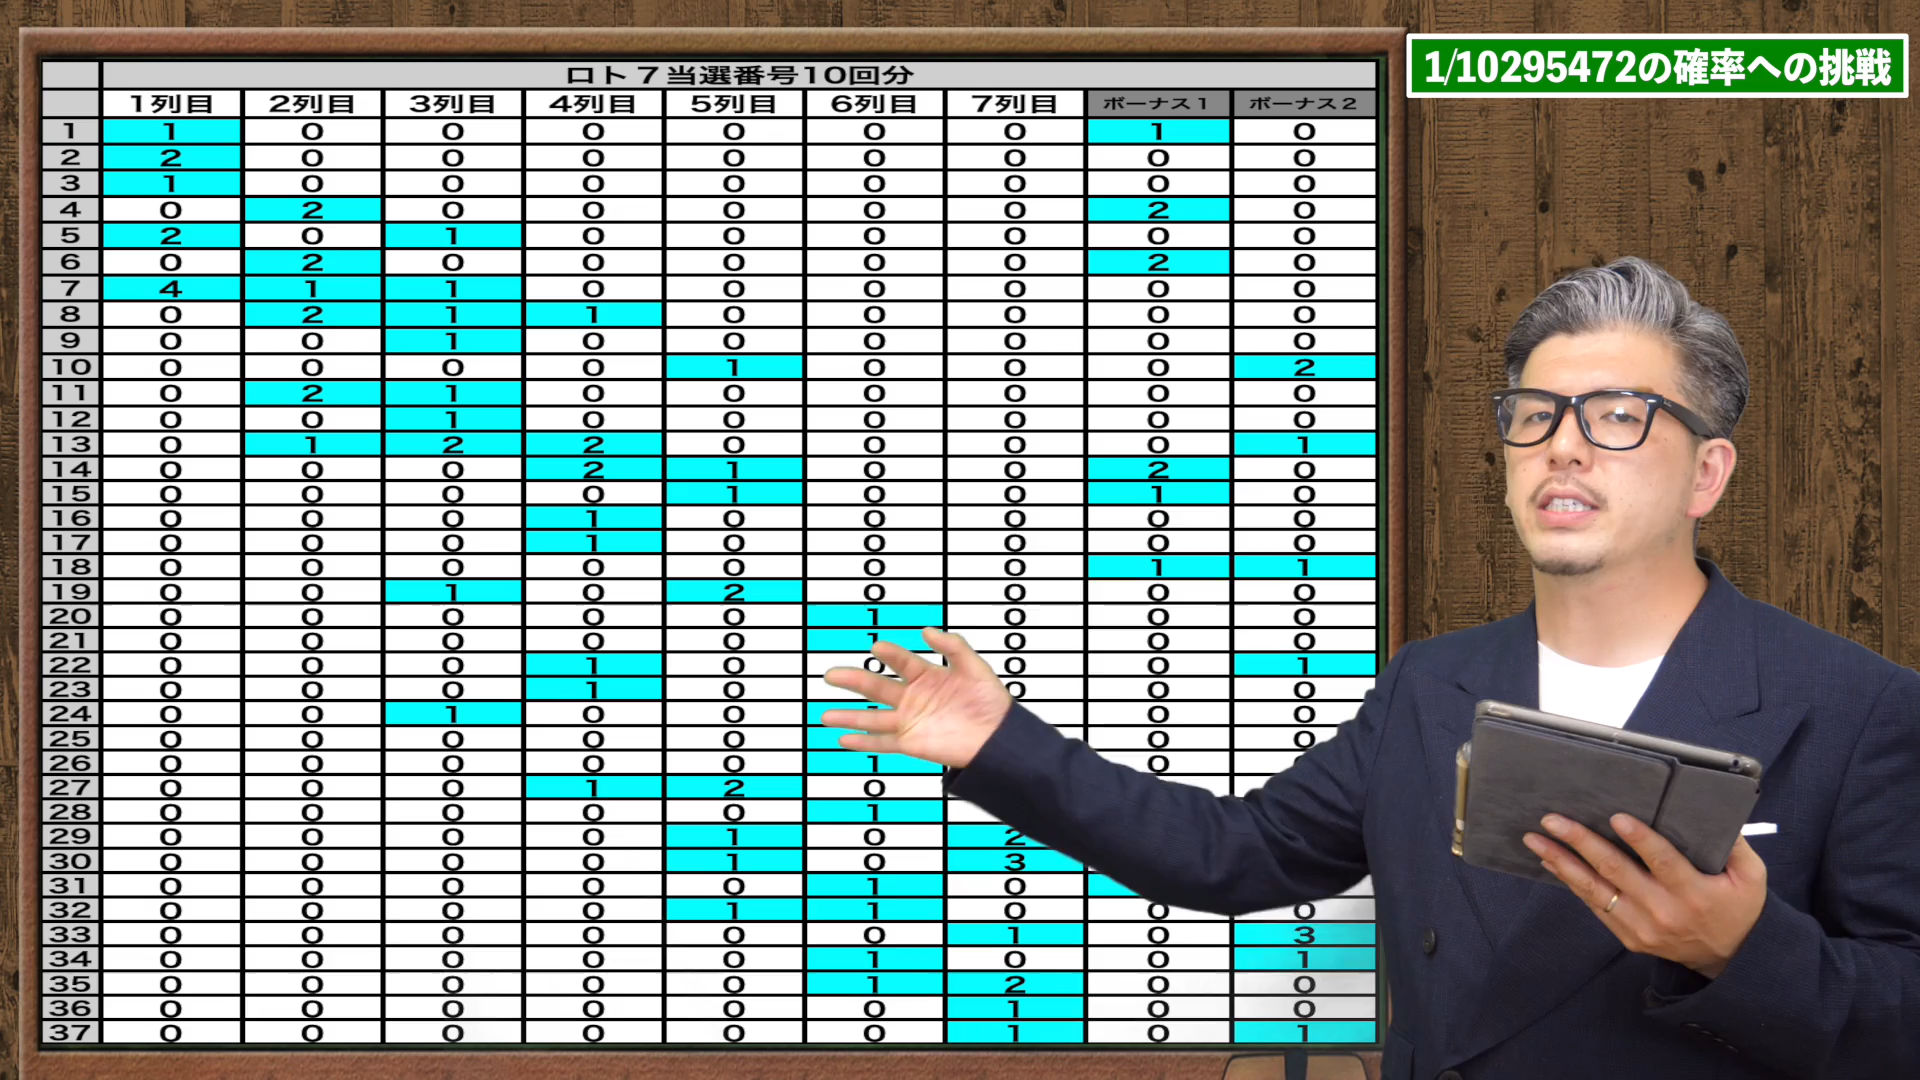 1/10295472の確率への挑戦
ロト7当選番号10回分
1列目 2列目 3列目 4列目 5列目 6列目 7列目 ボーナス1 ボーナス2
1 1 0 0 0 0 0 0 1 0
2 2 0 0 0 0 0 0 0 0
3 1 0 0 0 0 0 0 0 0
4 0 2 0 0 0 0 0 2 0
5 2 0 1 0 0 0 0 0 0
6 0 2 0 0 0 0 0 2 0
7 4 1 1 0 0 0 0 0 0
8 0 2 1 1 0 0 0 0 0
9 0 0 1 0 0 0 0 0 0
10 0 0 0 0 1 0 0 0 2
11 0 2 1 0 0 0 0 0 0
12 0 0 1 0 0 0 0 0 0
13 0 1 2 2 0 0 0 0 1
14 0 0 0 2 1 0 0 2 0
15 0 0 0 0 1 0 0 1 0
16 0 0 0 1 0 0 0 0 0
17 0 0 0 1 0 0 0 0 0
18 0 0 0 0 0 0 0 1 1
19 0 0 1 0 2 0 0 0 0
20 0 0 0 0 0 1 0 0 0
21 0 0 0 0 0 1 0 0 0
22 0 0 0 1 0 0 0 0 1
23 0 0 0 1 0 0 0 0
24 0 0 1 0 0 1 0 0
25 0 0 0 0 0 0 0
26 0 0 0 0 0 1 0 0
27 0 0 0 1 2 0
28 0 0 0 0 0 1
29 0 0 0 0 1 0 2
30 0 0 0 0 1 0 3
31 0 0 0 0 0 1 0
32 0 0 0 0 1 1 0 0 0
33 0 0 0 0 0 0 1 0 3
34 0 0 0 0 0 1 0 0 1
35 0 0 0 0 0 1 2 0 0
36 0 0 0 0 0 0 1 0 0
37 0 0 0 0 0 0 1 0 1